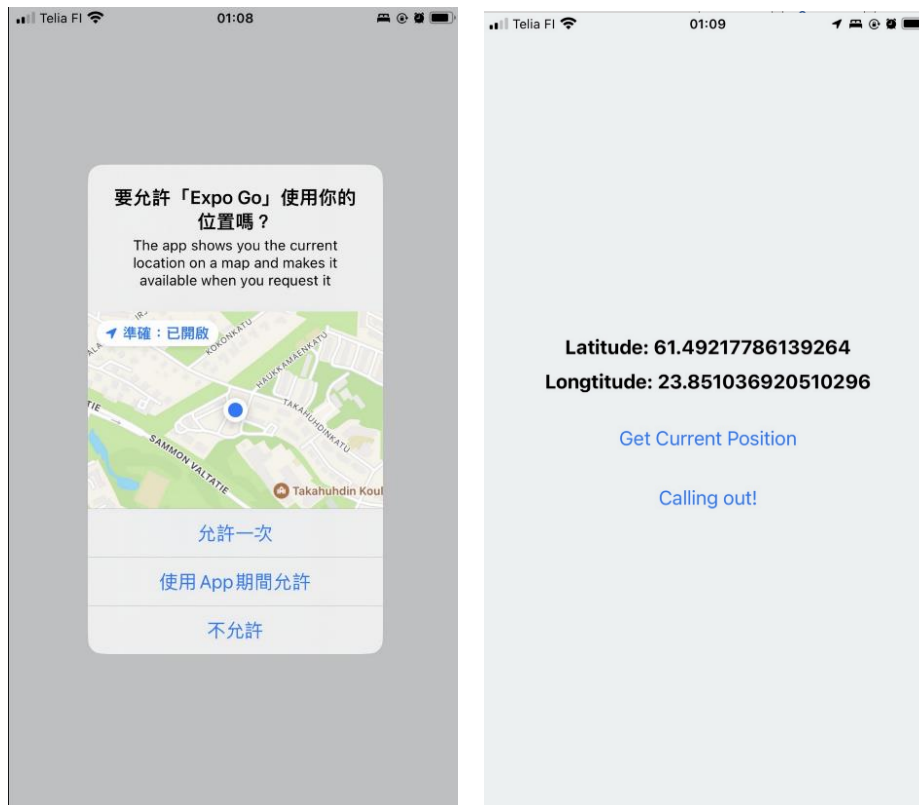 Telia FI
01:08
要允許「Expo Go」使用你的
位置嗎？
The app shows you the current
location on a map and makes it
available when you request it
準確：已開啟
KOKONKATU
HAUKKAMAENKATU
TAKAHUHDINKATU
TIE
SAMMON VALTATIE
Takahuhdin Koul
允許一次
使用 App 期間允許
不允許
Telia FI
01:09
Latitude: 61.49217786139264
Longtitude: 23.851036920510296
Get Current Position
Calling out!